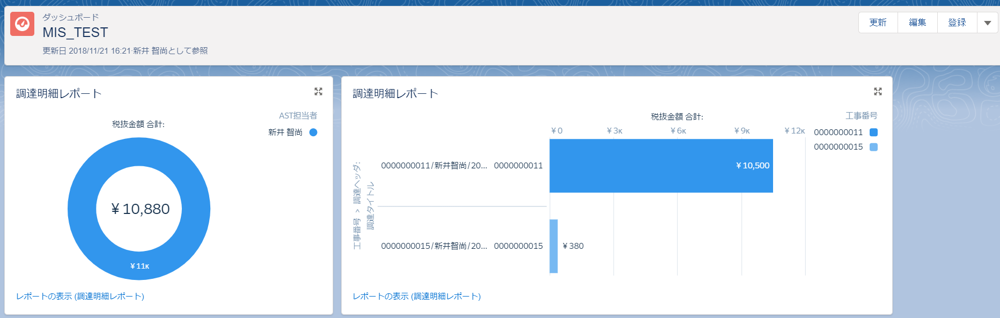 ダッシュボード
MIS_TEST
更新日 2018/11/21 16:21·新井 智尚として参照
更新
編集
登録
調達明細レポート
税抜金額 合計:
AST担当者
新井 智尚
¥ 10,880
¥ 11K
レポートの表示 (調達明細レポート)
調達明細レポート
税抜金額 合計:
¥ 0 ¥ 3K ¥ 6K ¥ 9K ¥ 12K
工事番号
0000000011
0000000015
工事番号 > 調達ヘッダ:
調達タイトル
0000000011/新井智尚/20... 0000000011 ¥ 10,500
0000000015/新井智尚/20... 0000000015 ¥ 380
レポートの表示 (調達明細レポート)